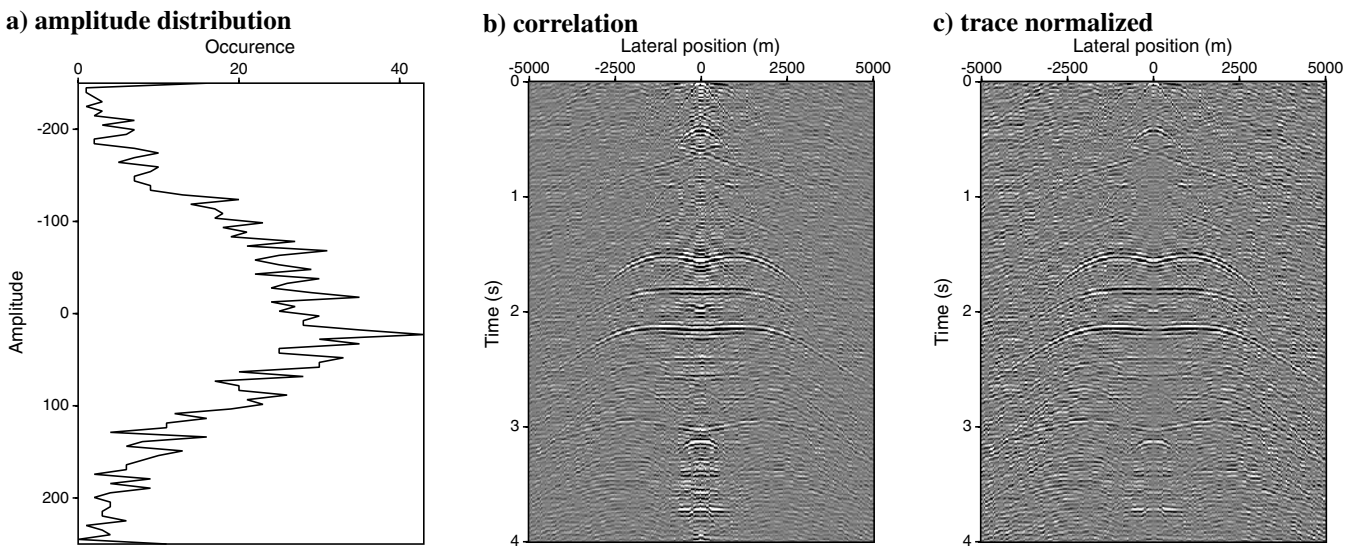 a) amplitude distribution
Occurence
0 20 40
-200
-100
0
100
200
Amplitude
b) correlation
Lateral position (m)
-5000 -2500 0 2500 5000
0
1
2
3
4
Time (s)
c) trace normalized
Lateral position (m)
-5000 -2500 0 2500 5000
0
1
2
3
4
Time (s)